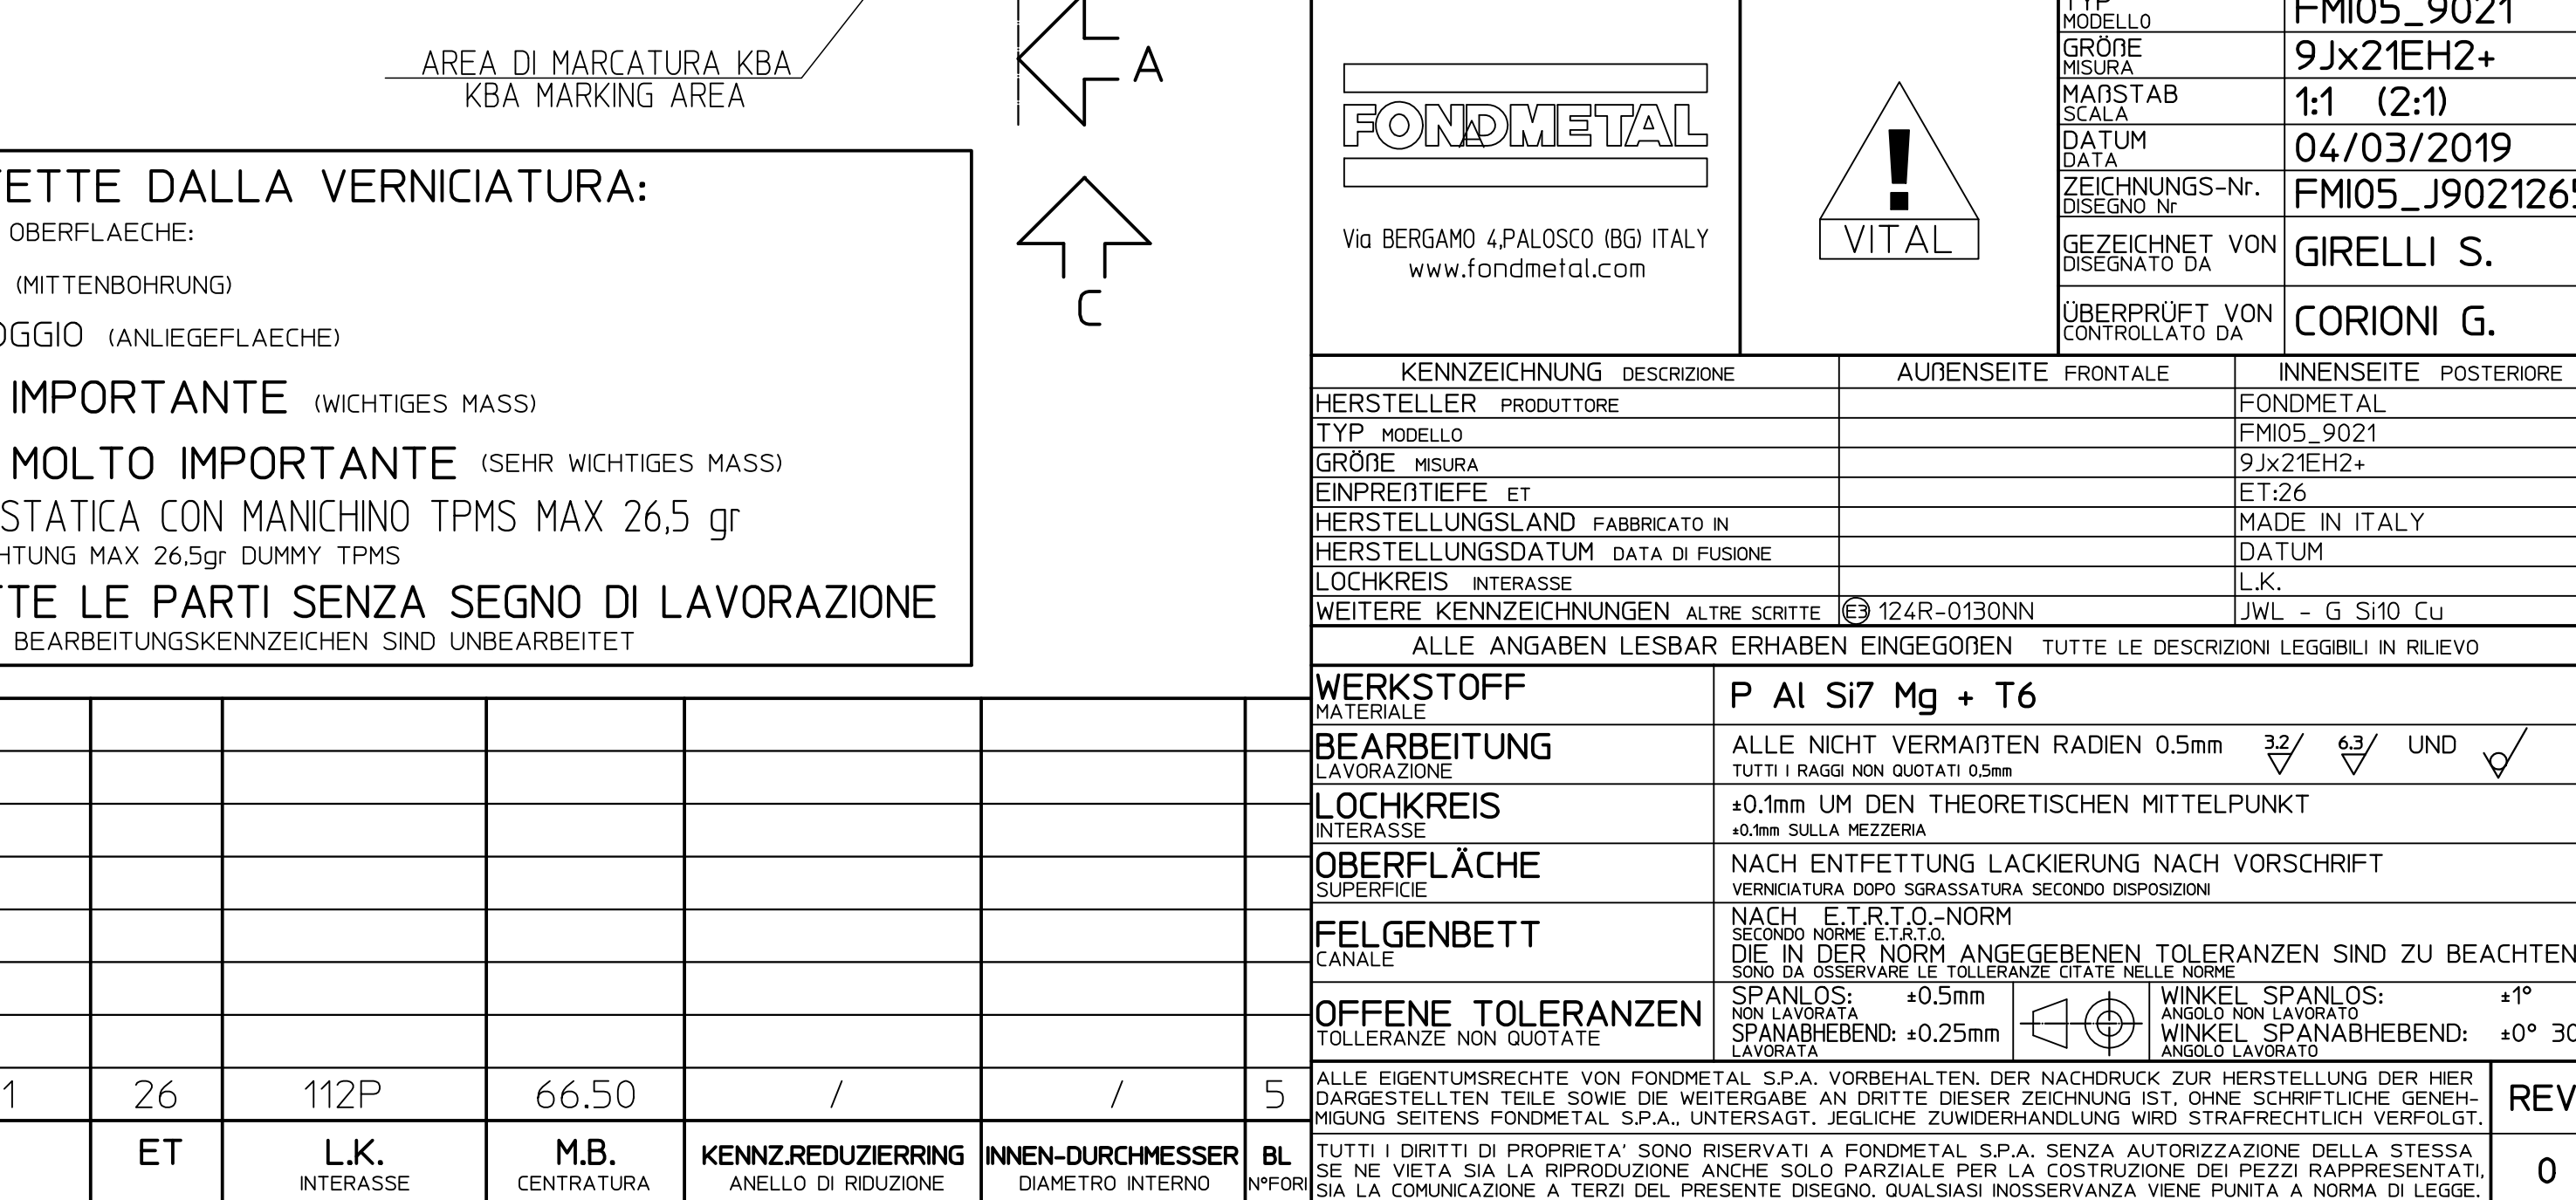 AREA DI MARCATURA KBA
KBA MARKING AREA
A
C
DALLA VERNICIATURA:
OBERFLAECHE:
(MITTENBOHRUNG)
(ANLIEGEFLAECHE)
IMPORTANTE (WICHTIGES MASS)
MOLTO IMPORTANTE (SEHR WICHTIGES MASS)
STATICA CON MANICHINO TPMS MAX 26,5 gr
MAX 26,5gr DUMMY TPMS
LE PARTI SENZA SEGNO DI LAVORAZIONE
BEARBEITUNGSKENNZEICHEN SIND UNBEARBEITET
FONDMETAL
Via BERGAMO 4,PALOSCO (BG) ITALY
www.fondmetal.com
!
VITAL
TYP FMI05_9021
MODELLO
GRÖßE 9Jx21EH2+
MISURA
MAßSTAB 1:1 (2:1)
SCALA
DATUM 04/03/2019
DATA
ZEICHNUNGS-Nr.
DISEGNO Nr
GEZEICHNET VON GIRELLI S.
DISEGNATO DA
ÜBERPRÜFT VON CORIONI G.
CONTROLLATO DA
KENNZEICHNUNG DESCRIZIONE AUßENSEITE FRONTALE INNENSEITE POSTERIORE
HERSTELLER PRODUTTORE FONDMETAL
TYP MODELLO FMI05_9021
GRÖßE MISURA 9Jx21EH2+
EINPREßTIEFE ET ET:26
HERSTELLUNGSLAND FABBRICATO IN MADE IN ITALY
HERSTELLUNGSDATUM DATA DI FUSIONE DATUM
LOCHKREIS INTERASSE L.K.
WEITERE KENNZEICHNUNGEN ALTRE SCRITTE E3 124R-0130NN JWL - G Si10 Cu
ALLE ANGABEN LESBAR ERHABEN EINGEGOßEN TUTTE LE DESCRIZIONI LEGGIBILI IN RILIEVO
WERKSTOFF P Al Si7 Mg + T6
MATERIALE
BEARBEITUNG ALLE NICHT VERMAßTEN RADIEN 0.5mm 3.2 6.3 UND
LAVORAZIONE TUTTI I RAGGI NON QUOTATI 0,5mm
LOCHKREIS ±0.1mm UM DEN THEORETISCHEN MITTELPUNKT
INTERASSE ±0.1mm SULLA MEZZERIA
OBERFLÄCHE NACH ENTFETTUNG LACKIERUNG NACH VORSCHRIFT
SUPERFICIE VERNICIATURA DOPO SGRASSATURA SECONDO DISPOSIZIONI
FELGENBETT
CANALE
NACH E.T.R.T.O.-NORM
SECONDO NORME E.T.R.T.O.
DIE IN DER NORM ANGEGEBENEN TOLERANZEN SIND ZU BEACHTEN
SONO DA OSSERVARE LE TOLLERANZE CITATE NELLE NORME
OFFENE TOLERANZEN
TOLLERANZE NON QUOTATE
SPANLOS: ±0.5mm
NON LAVORATA
SPANABHEBEND: ±0.25mm
LAVORATA
WINKEL SPANLOS: ±1°
ANGOLO NON LAVORATO
WINKEL SPANABHEBEND: ±0° 30
ANGOLO LAVORATO
ALLE EIGENTUMSRECHTE VON FONDMETAL S.P.A. VORBEHALTEN. DER NACHDRUCK ZUR HERSTELLUNG DER HIER
DARGESTELLTEN TEILE SOWIE DIE WEITERGABE AN DRITTE DIESER ZEICHNUNG IST, OHNE SCHRIFTLICHE GENEH-
MIGUNG SEITENS FONDMETAL S.P.A., UNTERSAGT. JEGLICHE ZUWIDERHANDLUNG WIRD STRAFRECHTLICH VERFOLGT.
TUTTI I DIRITTI DI PROPRIETA' SONO RISERVATI A FONDMETAL S.P.A. SENZA AUTORIZZAZIONE DELLA STESSA
SE NE VIETA SIA LA RIPRODUZIONE ANCHE SOLO PARZIALE PER LA COSTRUZIONE DEI PEZZI RAPPRESENTATI,
SIA LA COMUNICAZIONE A TERZI DEL PRESENTE DISEGNO. QUALSIASI INOSSERVANZA VIENE PUNITA A NORMA DI LEGGE.
REV
0
1 26 112P 66.50 / / 5
ET L.K. M.B. KENNZ.REDUZIERRING INNEN-DURCHMESSER BL
INTERASSE CENTRATURA ANELLO DI RIDUZIONE DIAMETRO INTERNO N°FORI